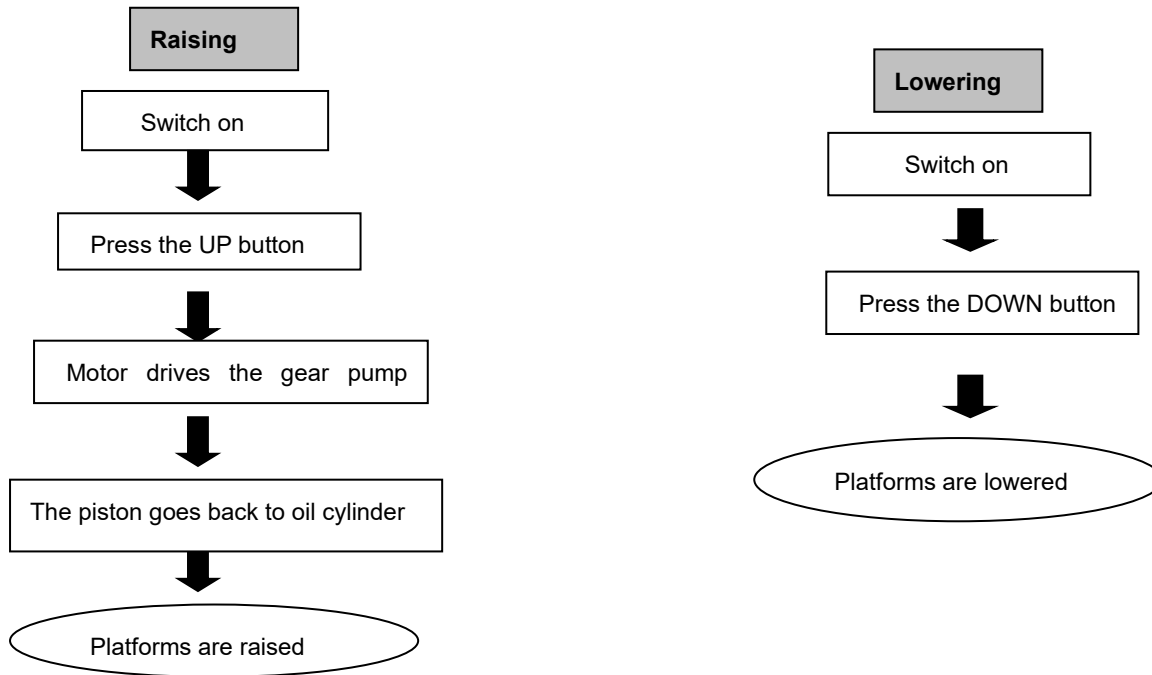 Raising
Switch on
Press the UP button
Motor drives the gear pump
The piston goes back to oil cylinder
Platforms are raised
Lowering
Switch on
Press the DOWN button
Platforms are lowered